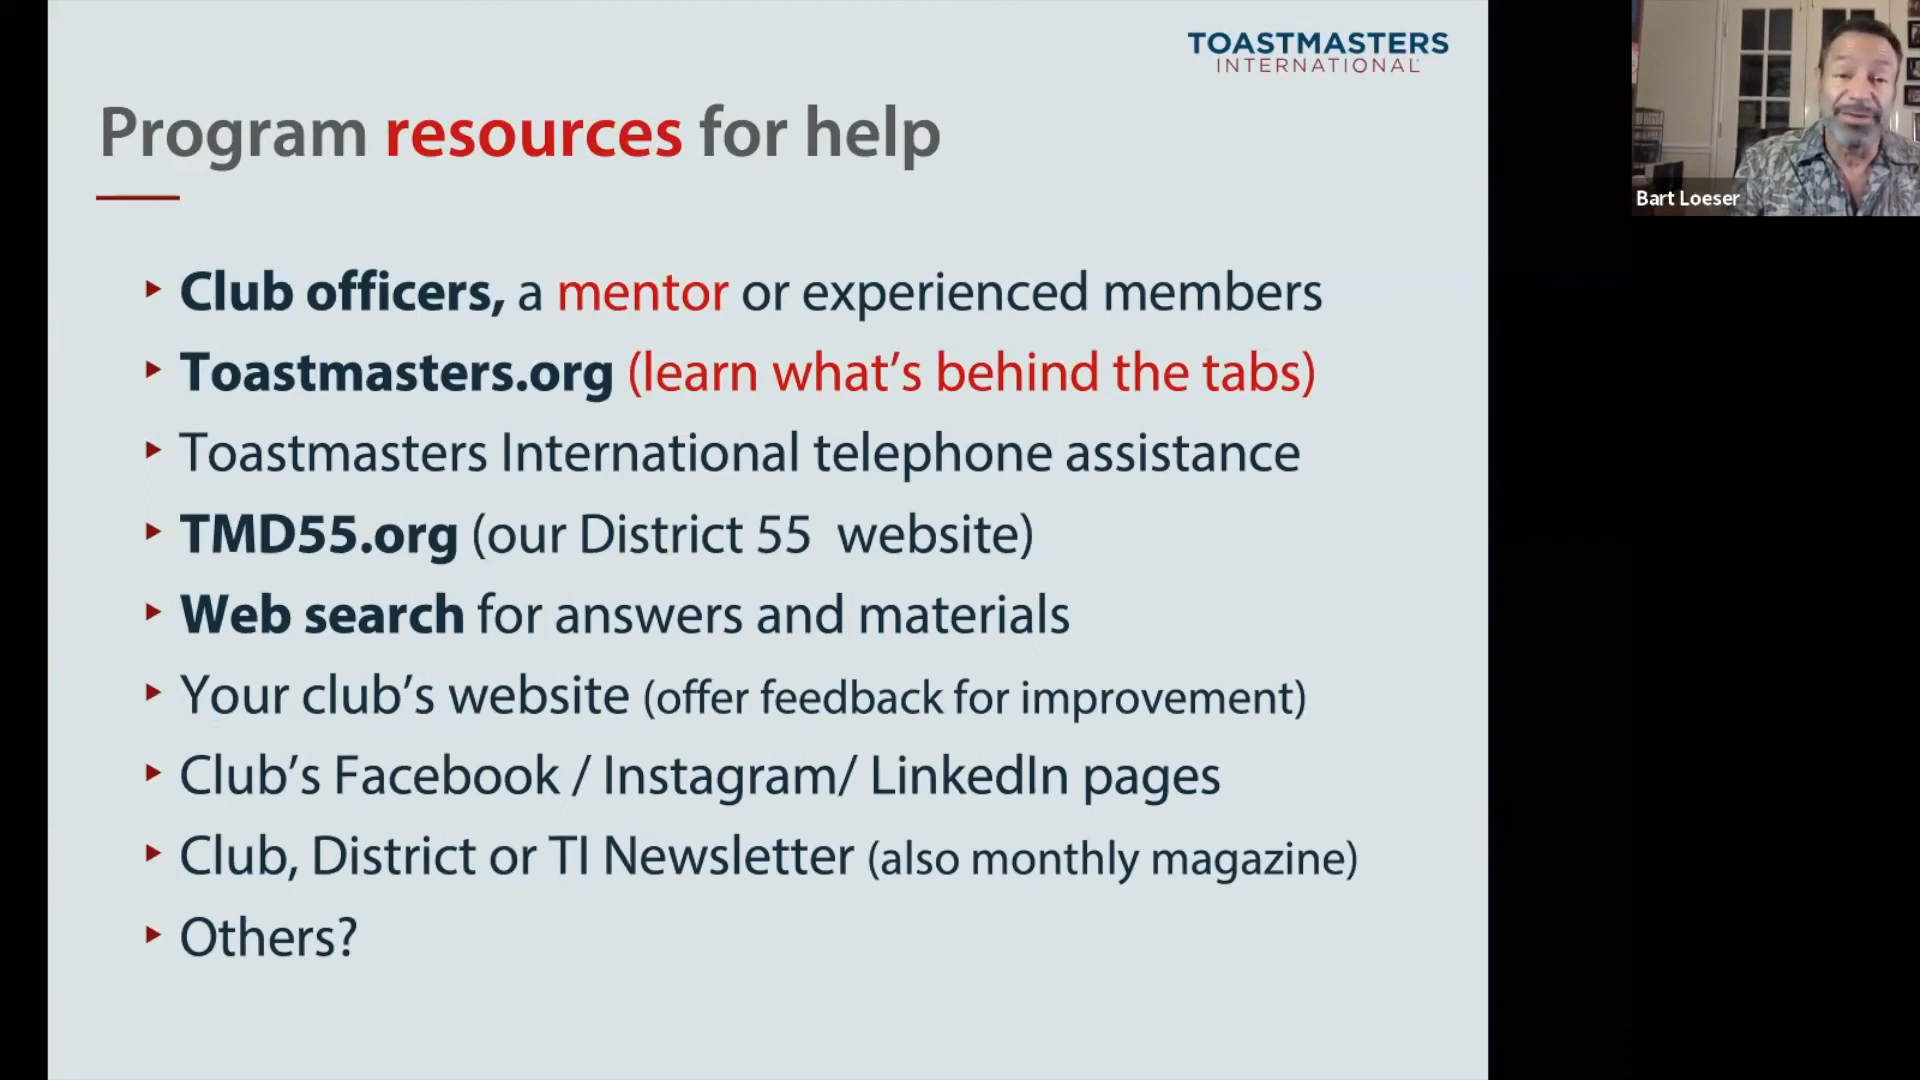 TOASTMASTERS
INTERNATIONAL
Program resources for help
Bart Loeser
‣ Club officers, a mentor or experienced members
‣ Toastmasters.org (learn what’s behind the tabs)
‣ Toastmasters International telephone assistance
‣ TMD55.org (our District 55  website)
‣ Web search for answers and materials
‣ Your club’s website (offer feedback for improvement)
‣ Club’s Facebook / Instagram/ LinkedIn pages
‣ Club, District or TI Newsletter (also monthly magazine)
‣ Others?